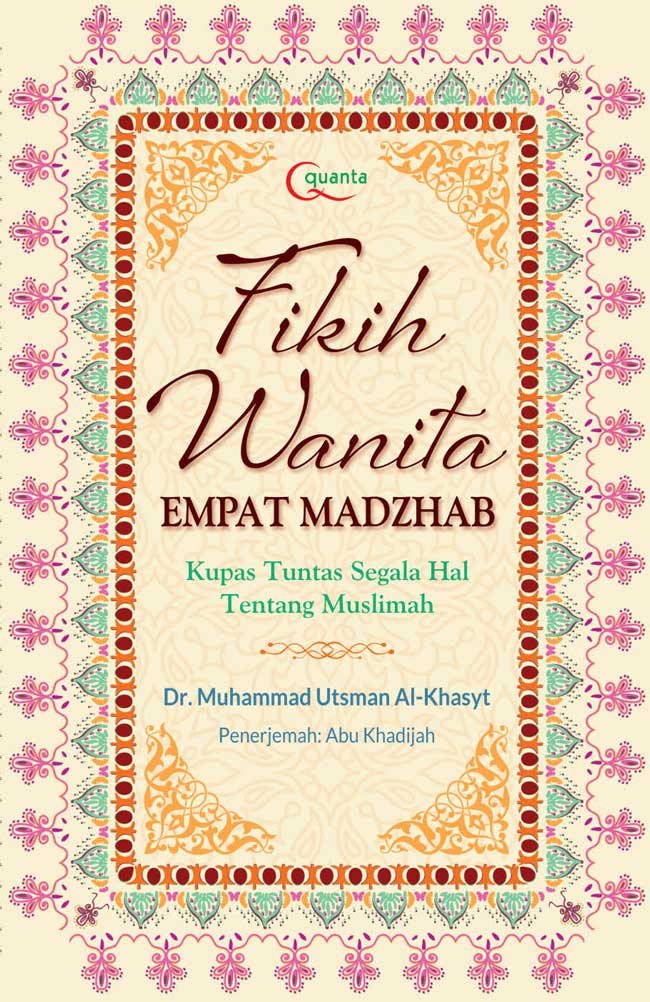 quanta
Fikih
Wanita
EMPAT MADZHAB
Kupas Tuntas Segala Hal
Tentang Muslimah
Dr. Muhammad Utsman Al-Khasyt
Penerjemah: Abu Khadijah